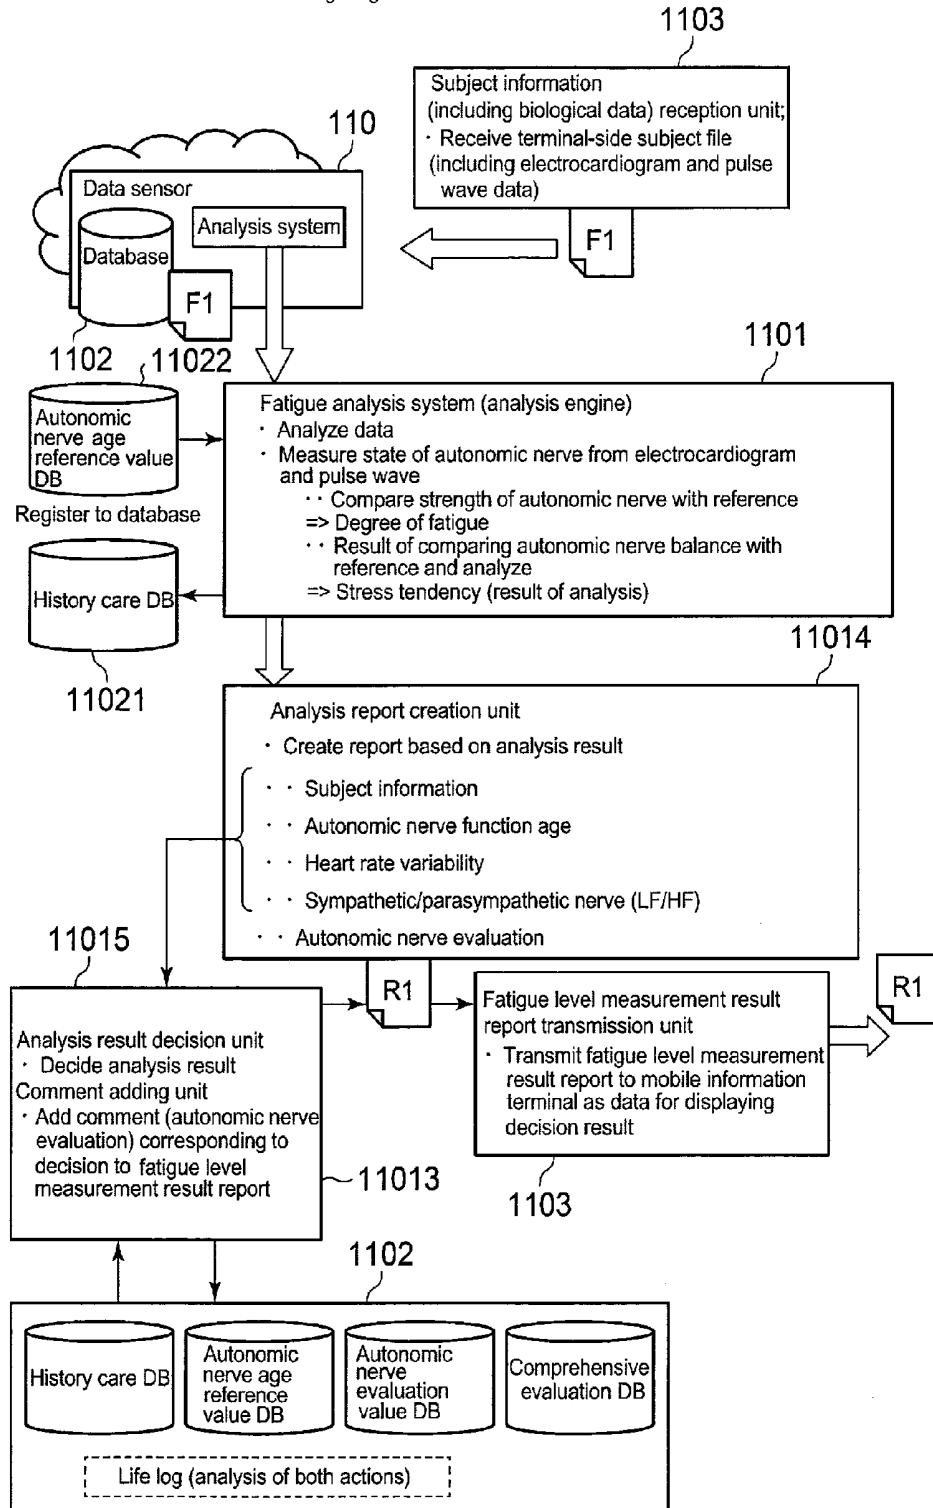 1103
Subject information
(including biological data) reception unit;
· Receive terminal-side subject file
(including electrocardiogram and pulse
wave data)
F1
110
Data sensor
Analysis system
Database
F1
1102
11022
Autonomic
nerve age
reference value
DB
Register to database
History care DB
11021
1101
Fatigue analysis system (analysis engine)
· Analyze data
· Measure state of autonomic nerve from electrocardiogram
and pulse wave
· · Compare strength of autonomic nerve with reference
=> Degree of fatigue
· · Result of comparing autonomic nerve balance with
reference and analyze
=> Stress tendency (result of analysis)
11014
Analysis report creation unit
· Create report based on analysis result
· · Subject information
· · Autonomic nerve function age
· · Heart rate variability
· · Sympathetic/parasympathetic nerve (LF/HF)
· · Autonomic nerve evaluation
11015
Analysis result decision unit
· Decide analysis result
Comment adding unit
· Add comment (autonomic nerve
evaluation) corresponding to
decision to fatigue level
measurement result report
11013
R1
Fatigue level measurement result
report transmission unit
· Transmit fatigue level measurement
result report to mobile information
terminal as data for displaying
decision result
1103
R1
1102
History care DB
Autonomic
nerve age
reference
value DB
Autonomic
nerve
evaluation
value DB
Comprehensive
evaluation DB
Life log (analysis of both actions)